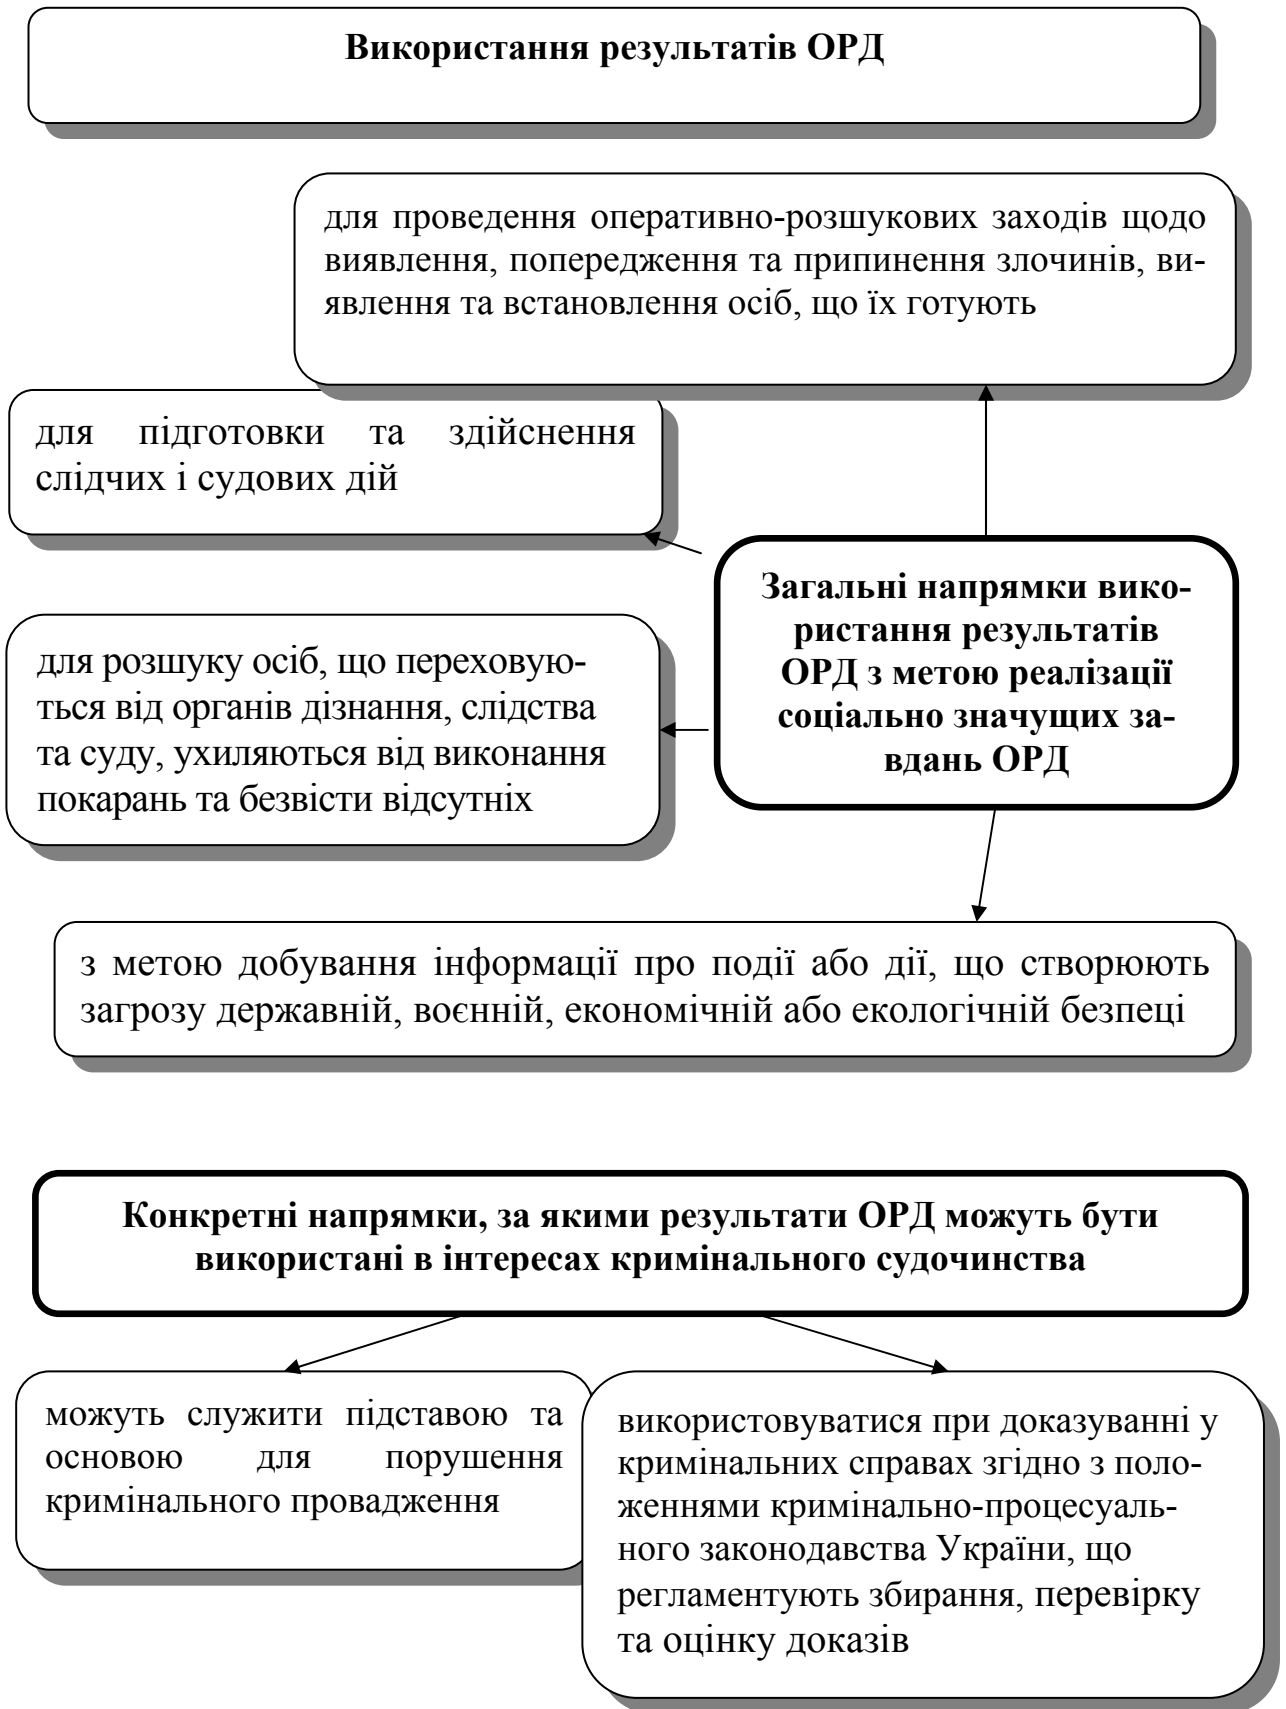 Використання результатів ОРД
для проведення оперативно-розшукових заходів щодо
виявлення, попередження та припинення злочинів, ви-
явлення та встановлення осіб, що їх готують
для підготовки та здійснення
слідчих і судових дій
Загальні напрямки вико-
ристання результатів
ОРД з метою реалізації
соціально значущих за-
вдань ОРД
для розшуку осіб, що переховую-
ться від органів дізнання, слідства
та суду, ухиляються від виконання
покарань та безвісти відсутніх
з метою добування інформації про події або дії, що створюють
загрозу державній, воєнній, економічній або екологічній безпеці
Конкретні напрямки, за якими результати ОРД можуть бути
використані в інтересах кримінального судочинства
можуть служити підставою та
основою для порушення
кримінального провадження
використовуватися при доказуванні у
кримінальних справах згідно з поло-
женнями кримінально-процесуаль-
ного законодавства України, що
регламентують збирання, перевірку
та оцінку доказів